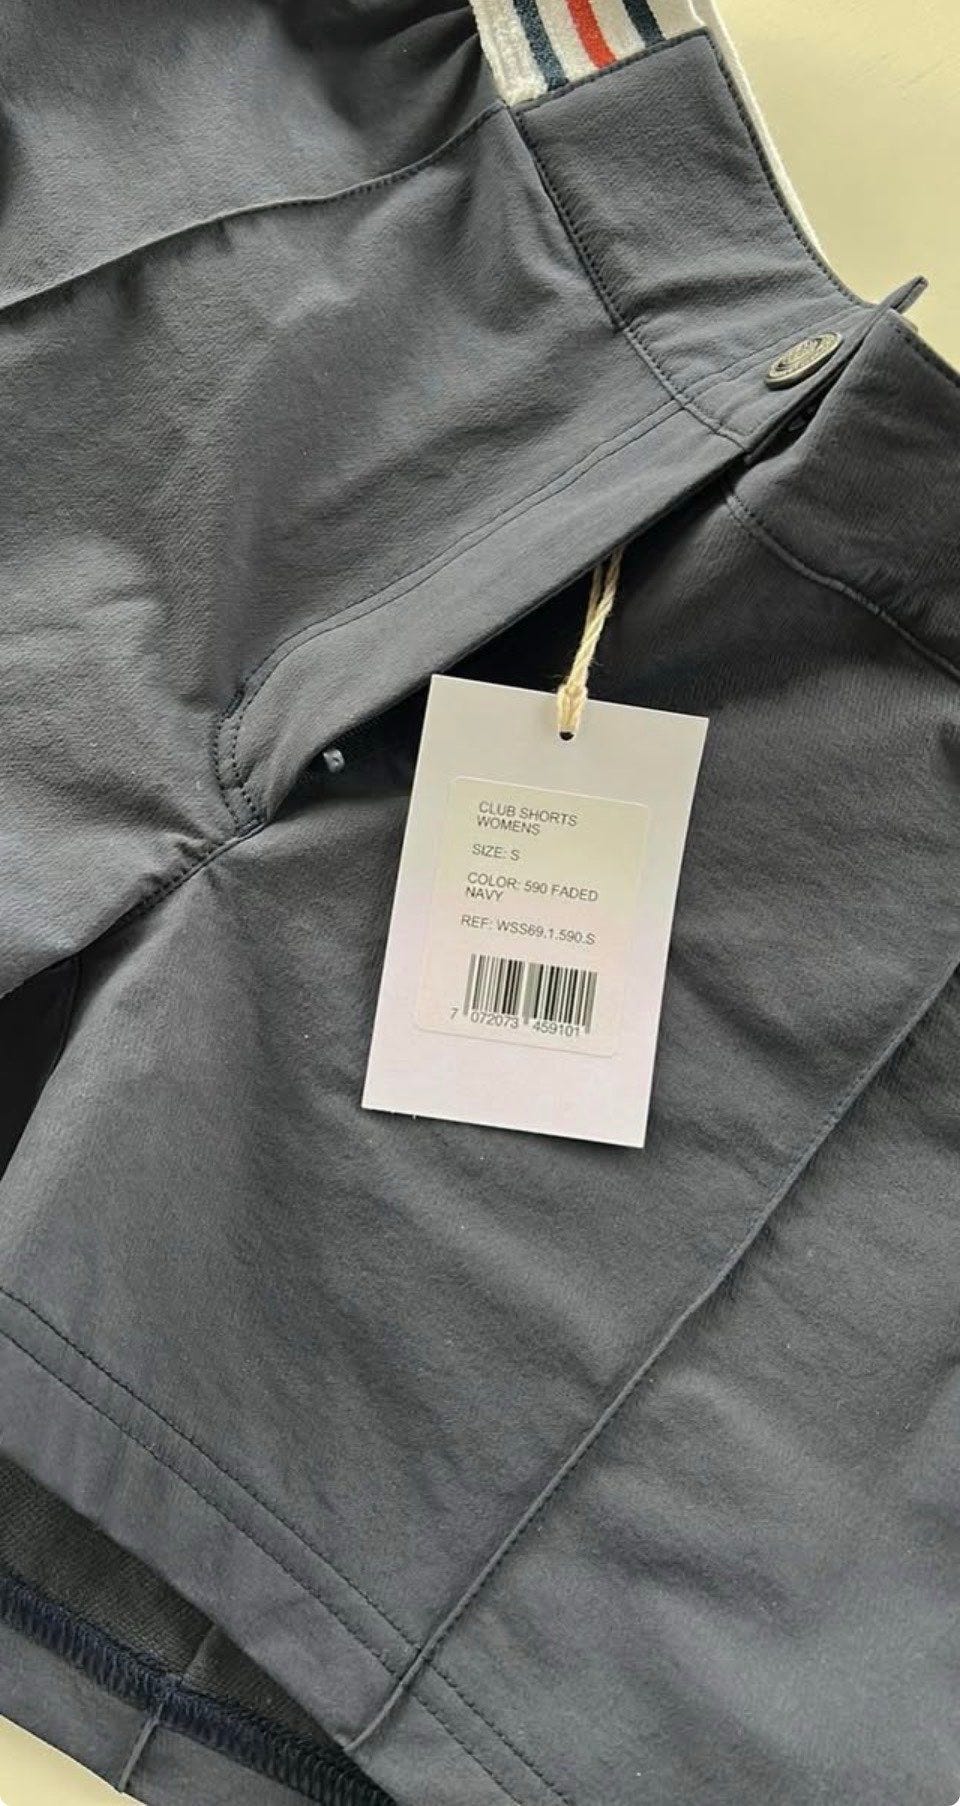 CLUB SHORTS
WOMENS
SIZE: S
COLOR: 590 FADED
NAVY
REF: WSS69.1.590.S
7 072073 459101